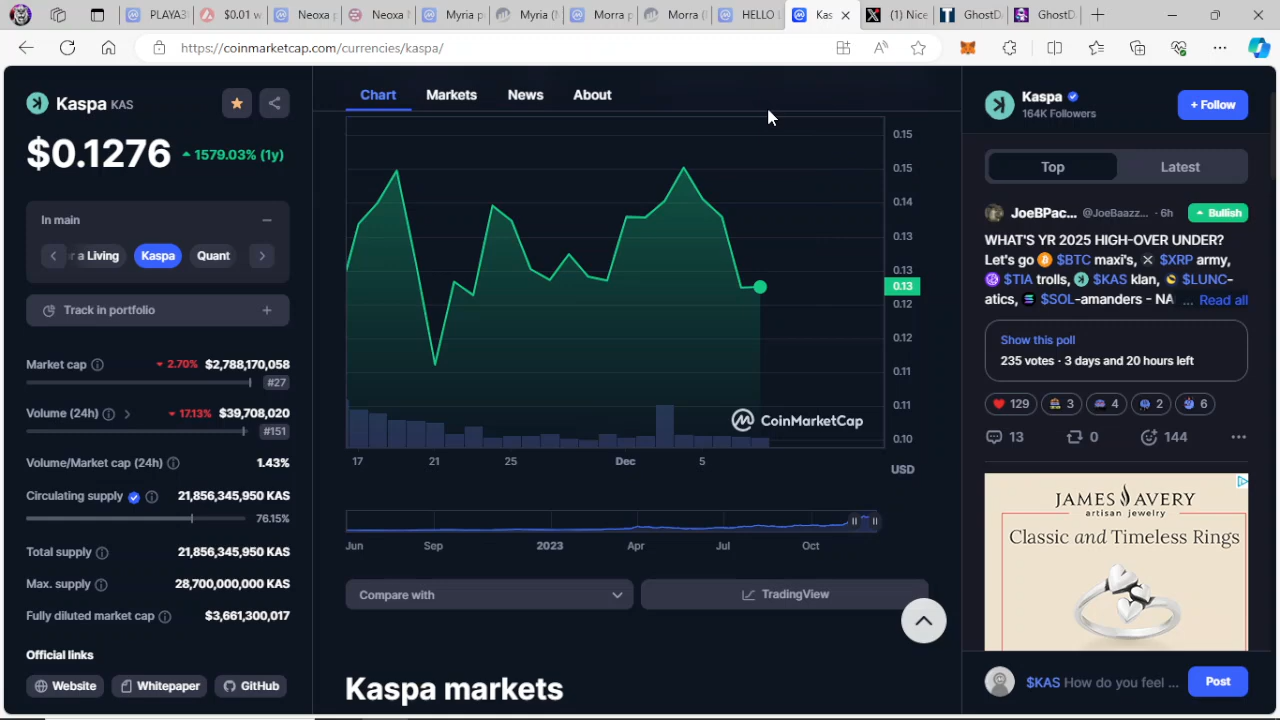 PLAYA3
$0.01 w
Neoxa p
Neoxa N
Myria p
Myria (M
Morra p
Morra (M
HELLO L
Kas
(1) Nice
GhostD
GhostD
https://coinmarketcap.com/currencies/kaspa/
Kaspa KAS
$0.1276 1579.03% (1y)
In main
r a Living Kaspa Quant
Track in portfolio
Market cap 2.70% $2,788,170,058
#27
Volume (24h) 17.13% $39,708,020
#151
Volume/Market cap (24h) 1.43%
Circulating supply 21,856,345,950 KAS
76.15%
Total supply 21,856,345,950 KAS
Max. supply 28,700,000,000 KAS
Fully diluted market cap $3,661,300,017
Official links
Website Whitepaper GitHub
Chart Markets News About
0.15
0.15
0.14
0.13
0.13
0.13
0.12
0.12
0.11
0.11
0.10
CoinMarketCap
17 21 25 Dec 5
USD
Jun Sep 2023 Apr Jul Oct
Compare with
TradingView
Kaspa markets
Kaspa
164K Followers
+ Follow
Top Latest
JoeBPac... @JoeBaazz... · 6h Bullish
WHAT'S YR 2025 HIGH-OVER UNDER?
Let's go $BTC maxi's, $XRP army,
$TIA trolls, $KAS klan, $LUNC-
atics, $SOL-amanders - NA ... Read all
Show this poll
235 votes · 3 days and 20 hours left
129 3 4 2 6
13 0 144
JAMES AVERY
artisan jewelry
Classic and Timeless Rings
$KAS How do you feel ... Post